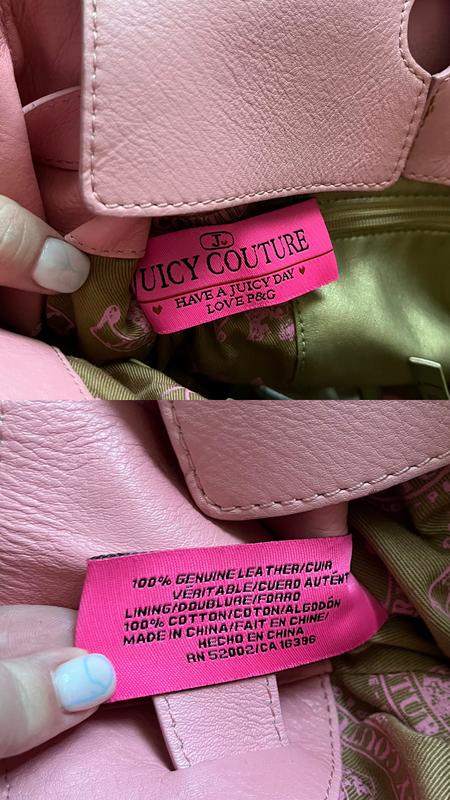 J
JUICY COUTURE
HAVE A JUICY DAY
LOVE P&G
100% GENUINE LEATHER/CUIR
VÉRITABLE/CUERO AUTÉNT
LINING/DOUBLURE/FORRO
100% COTTON/COTON/ALGODÓN
MADE IN CHINA/FAIT EN CHINE/
HECHO EN CHINA
RN 52002/CA 16396